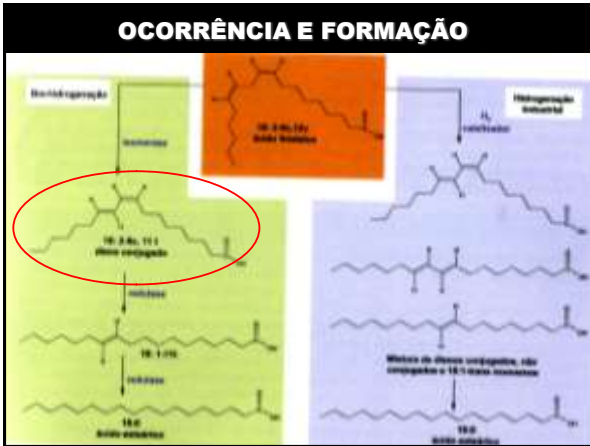 OCORRÊNCIA E FORMAÇÃO
Bio-hidrogenação
Hidrogenação
industrial
H₂
catalisador
18: 2-9c,12c
ácido linoleico
isomerase
18: 2-9c, 11 t
dieno conjugado
redutase
18: 1-11t
redutase
18:0
ácido esteárico
Mistura de dienos conjugados, não
conjugados e 18:1-trans monoenos
18:0
ácido esteárico